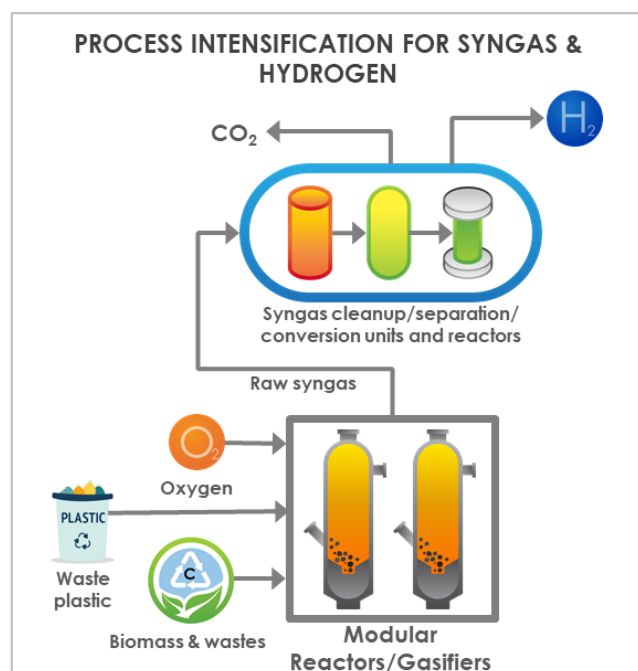 PROCESS INTENSIFICATION FOR SYNGAS &
HYDROGEN
CO₂
H₂
Syngas cleanup/separation/
conversion units and reactors
Raw syngas
O₂
Oxygen
PLASTIC
Waste
plastic
C
Biomass & wastes
Modular
Reactors/Gasifiers